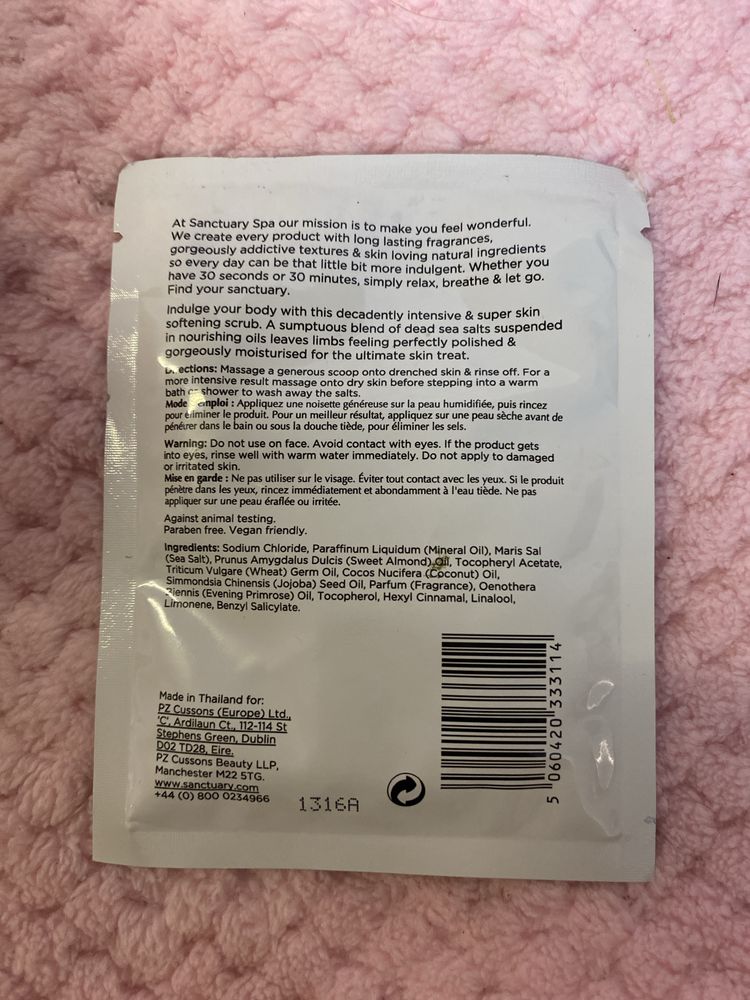 At Sanctuary Spa our mission is to make you feel wonderful.
We create every product with long lasting fragrances,
gorgeously addictive textures & skin loving natural ingredients
so every day can be that little bit more indulgent. Whether you
have 30 seconds or 30 minutes, simply relax, breathe & let go.
Find your sanctuary.
Indulge your body with this decadently intensive & super skin
softening scrub. A sumptuous blend of dead sea salts suspended
in nourishing oils leaves limbs feeling perfectly polished &
gorgeously moisturised for the ultimate skin treat.
Directions: Massage a generous scoop onto drenched skin & rinse off. For a
more intensive result massage onto dry skin before stepping into a warm
bath or shower to wash away the salts.
Mode d'emploi : Appliquez une noisette généreuse sur la peau humidifiée, puis rincez
pour éliminer le produit. Pour un meilleur résultat, appliquez sur une peau sèche avant de
pénétrer dans le bain ou sous la douche tiède, pour éliminer les sels.
Warning: Do not use on face. Avoid contact with eyes. If the product gets
into eyes, rinse well with warm water immediately. Do not apply to damaged
or irritated skin.
Mise en garde : Ne pas utiliser sur le visage. Éviter tout contact avec les yeux. Si le produit
pénètre dans les yeux, rincez immédiatement et abondamment à l'eau tiède. Ne pas
appliquer sur une peau éraflée ou irritée.
Against animal testing.
Paraben free. Vegan friendly.
Ingredients: Sodium Chloride, Paraffinum Liquidum (Mineral Oil), Maris Sal
(Sea Salt), Prunus Amygdalus Dulcis (Sweet Almond) Oil, Tocopheryl Acetate,
Triticum Vulgare (Wheat) Germ Oil, Cocos Nucifera (Coconut) Oil,
Simmondsia Chinensis (Jojoba) Seed Oil, Parfum (Fragrance), Oenothera
Biennis (Evening Primrose) Oil, Tocopherol, Hexyl Cinnamal, Linalool,
Limonene, Benzyl Salicylate.
Made in Thailand for:
PZ Cussons (Europe) Ltd.,
'C', Ardilaun Ct., 112-114 St
Stephens Green, Dublin
D02 TD28, Eire.
PZ Cussons Beauty LLP,
Manchester M22 5TG.
www.sanctuary.com
+44 (0) 800 0234966
1316A
5 060420 333114